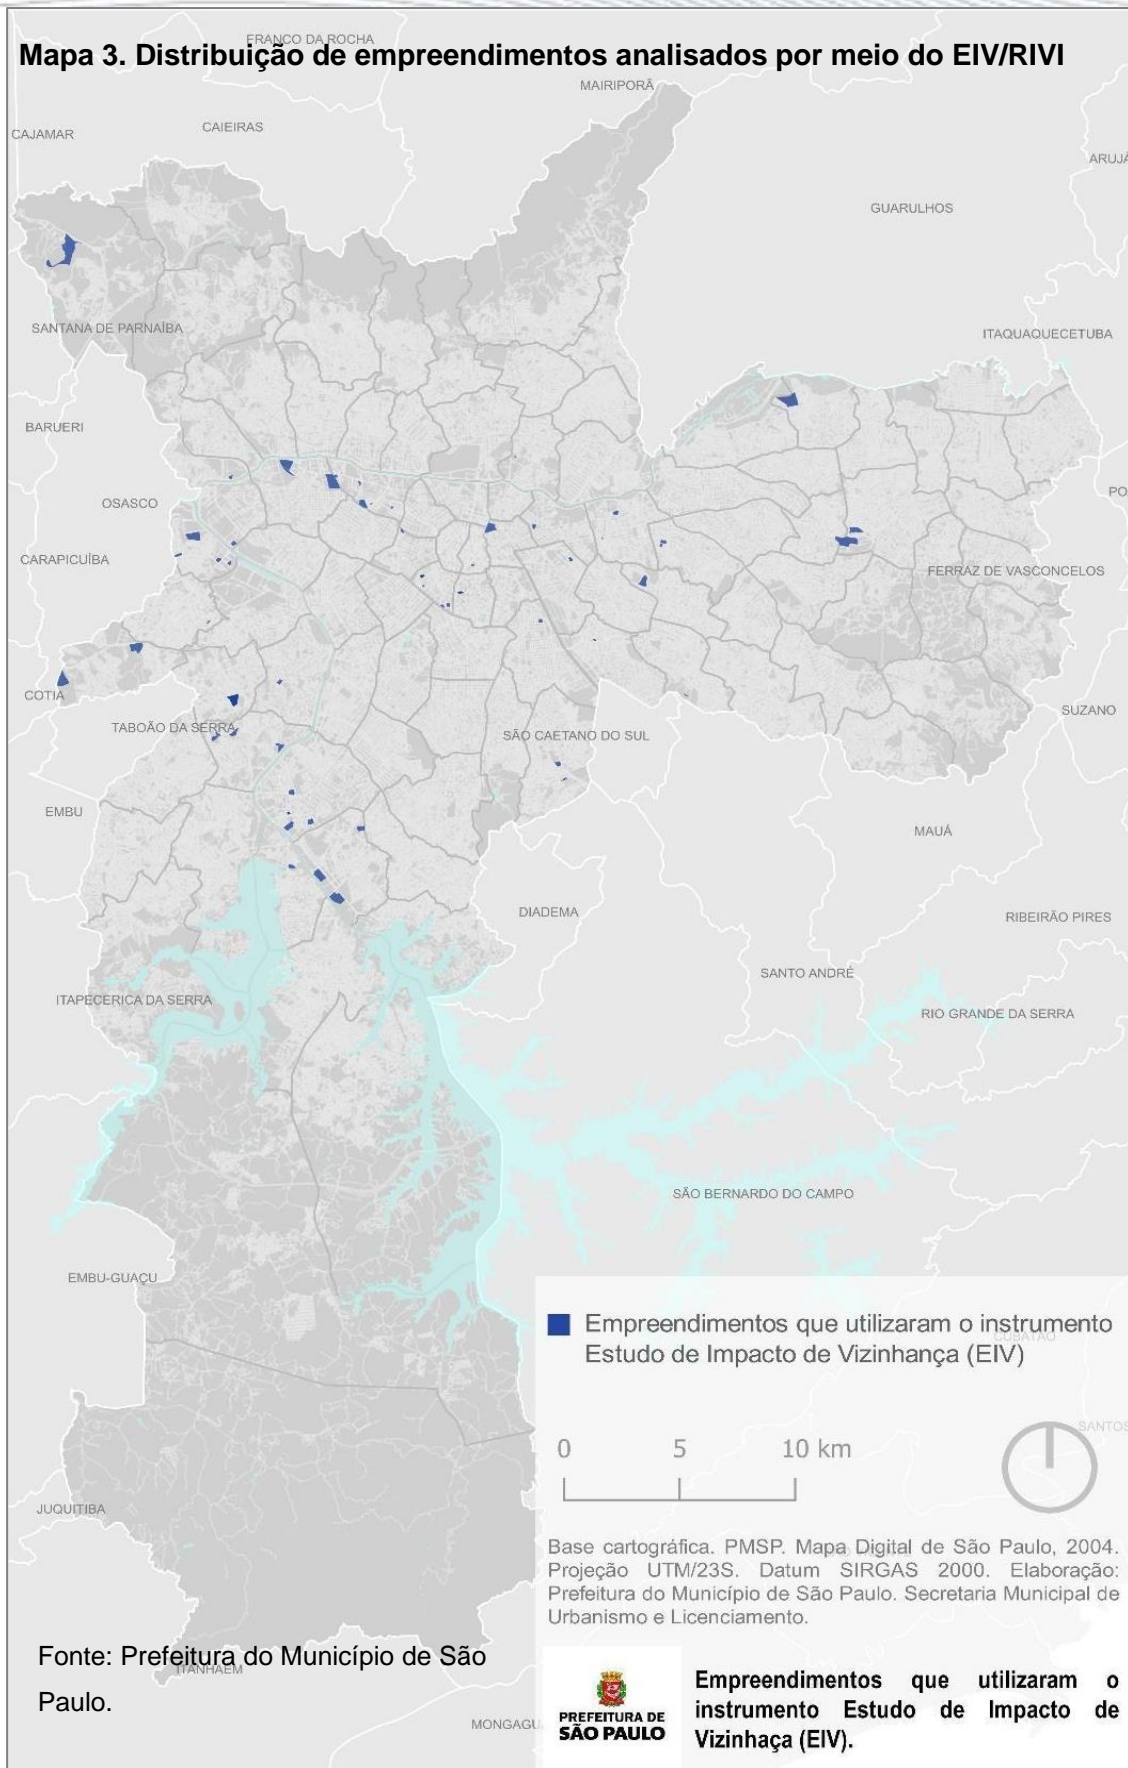 FRANCO DA ROCHA
Mapa 3. Distribuição de empreendimentos analisados por meio do EIV/RIVI
MAIRIPORÃ
CAJAMAR
CAIEIRAS
ARUJÁ
GUARULHOS
SANTANA DE PARNAÍBA
ITAQUAQUECETUBA
BARUERI
OSASCO
PO
CARAPICUÍBA
FERRAZ DE VASCONCELOS
COTIA
TABOÃO DA SERRA
SÃO CAETANO DO SUL
SUZANO
EMBU
MAUÁ
DIADEMA
RIBEIRÃO PIRES
SANTO ANDRÉ
ITAPECERICA DA SERRA
RIO GRANDE DA SERRA
SÃO BERNARDO DO CAMPO
EMBU-GUAÇU
Empreendimentos que utilizaram o instrumento
CUBATÃO
Estudo de Impacto de Vizinhança (EIV)
SANTOS
0 5 10 km
JUQUITIBA
Base cartográfica. PMSP. Mapa Digital de São Paulo, 2004.
Projeção UTM/23S. Datum SIRGAS 2000. Elaboração:
Prefeitura do Município de São Paulo. Secretaria Municipal de
Urbanismo e Licenciamento.
Fonte: Prefeitura do Município de São
ITANHAÉM
Paulo.
MONGAGU
PREFEITURA DE
SÃO PAULO
Empreendimentos que utilizaram o
instrumento Estudo de Impacto de
Vizinhaça (EIV).